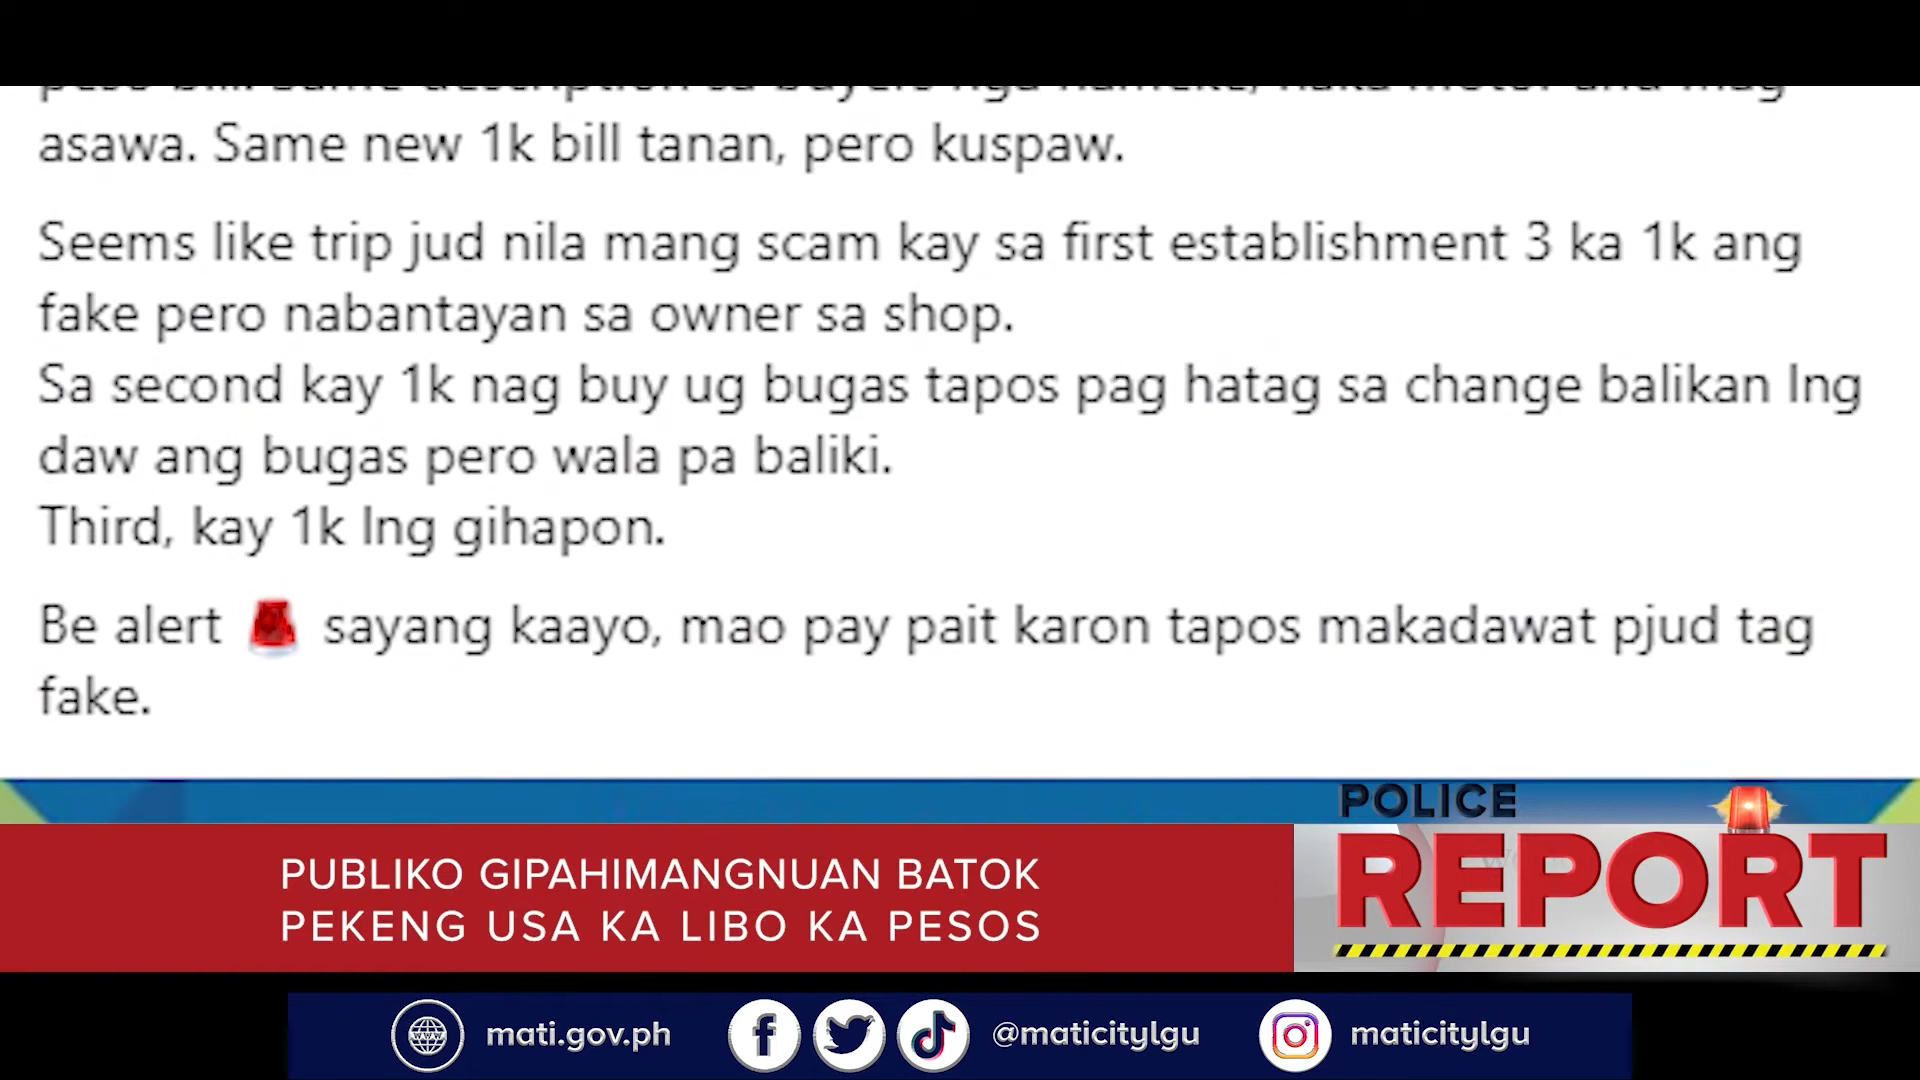 asawa. Same new 1k bill tanan, pero kuspaw.
Seems like trip jud nila mang scam kay sa first establishment 3 ka 1k ang
fake pero nabantayan sa owner sa shop.
Sa second kay 1k nag buy ug bugas tapos pag hatag sa change balikan lng
daw ang bugas pero wala pa baliki.
Third, kay 1k lng gihapon.
Be alert 🚨 sayang kaayo, mao pay pait karon tapos makadawat pjud tag
fake.
POLICE
REPORT
PUBLIKO GIPAHIMANGNUAN BATOK
PEKENG USA KA LIBO KA PESOS
mati.gov.ph @maticitylgu maticitylgu